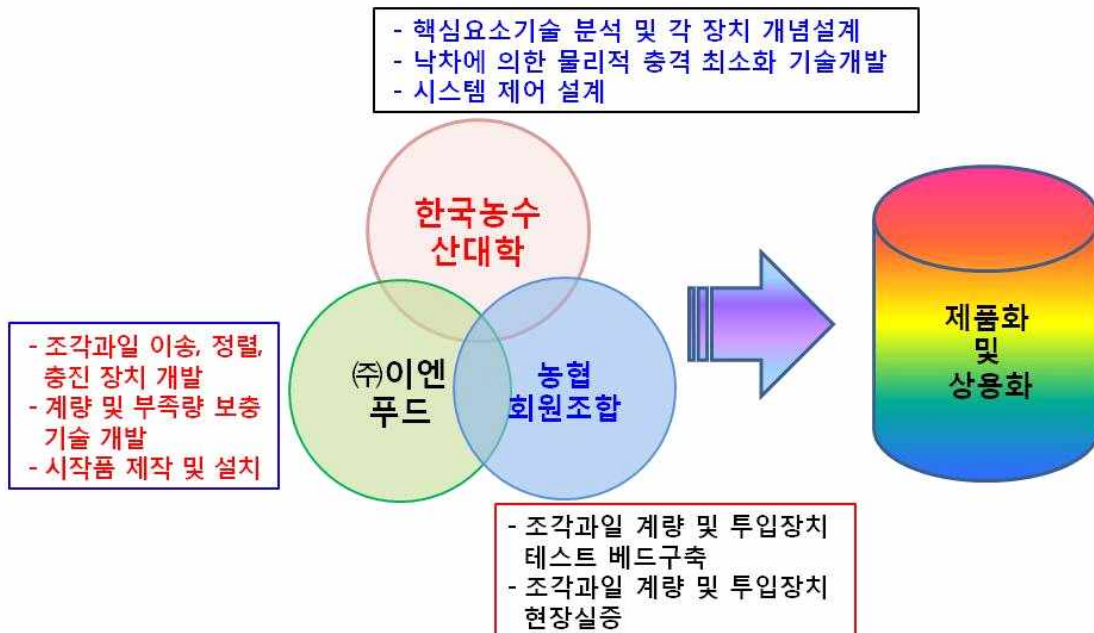 - 핵심요소기술 분석 및 각 장치 개념설계
- 낙차에 의한 물리적 충격 최소화 기술개발
- 시스템 제어 설계
한국농수
산대학
- 조각과일 이송, 정렬,
충진 장치 개발
- 계량 및 부족량 보충
기술 개발
- 시작품 제작 및 설치
㈜이엔
푸드
농협
회원조합
제품화
및
상용화
- 조각과일 계량 및 투입장치
테스트 베드구축
- 조각과일 계량 및 투입장치
현장실증